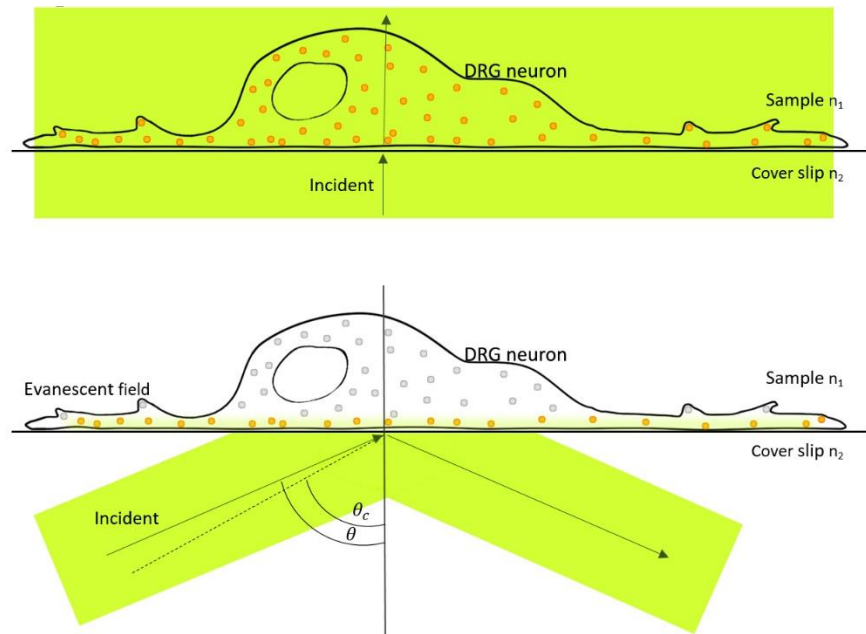 DRG neuron
Sample n₁
Incident
Cover slip n₂
DRG neuron
Evanescent field
Sample n₁
Cover slip n₂
Incident
θc
θ